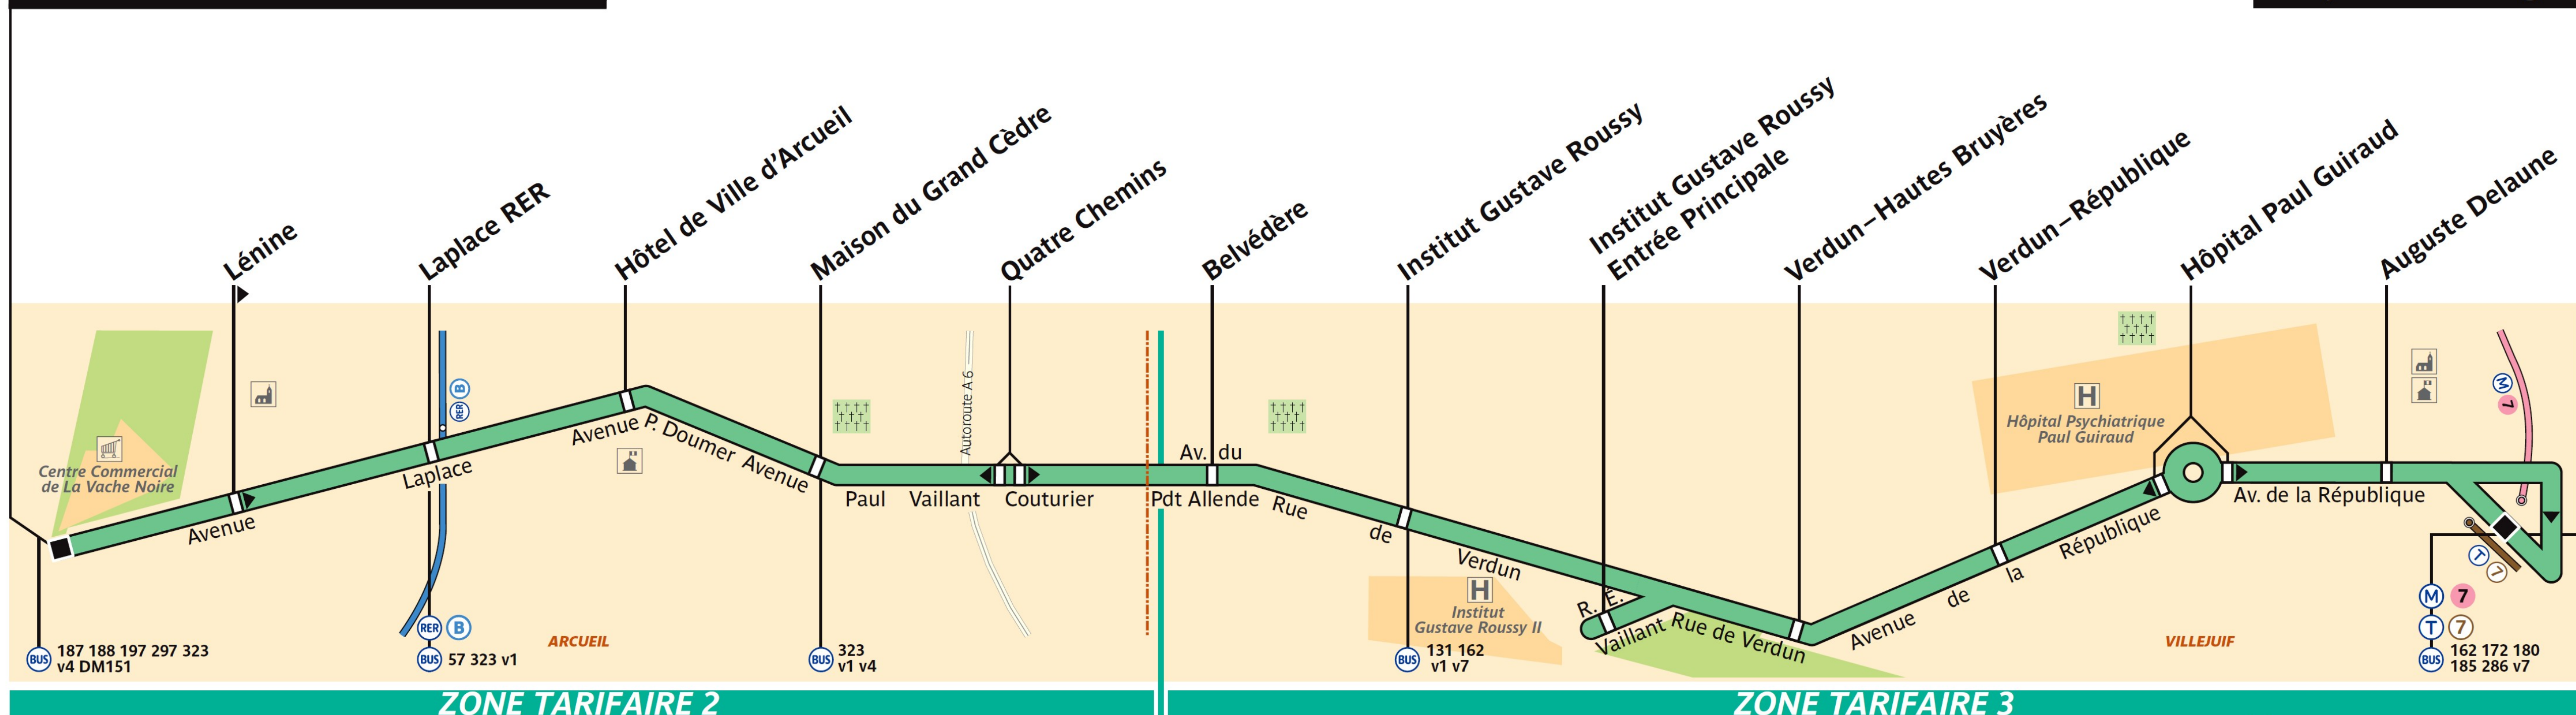 Lénine
Laplace RER
Hôtel de Ville d’Arcueil
Maison du Grand Cèdre
Quatre Chemins
Belvédère
Institut Gustave Roussy
Institut Gustave Roussy
Entrée Principale
Verdun–Hautes Bruyères
Verdun–République
Hôpital Paul Guiraud
Auguste Delaune
Centre Commercial
de La Vache Noire
B
RER
Autoroute A 6
H
Hôpital Psychiatrique
Paul Guiraud
M
7
Avenue
Laplace
Avenue P. Doumer Avenue
Paul Vaillant Couturier
Av. du
Pdt Allende
Rue
de
Verdun
H
Institut
Gustave Roussy II
R. É.
Vaillant
Rue de Verdun
Avenue
de
la
République
Av. de la République
T
7
BUS
187 188 197 297 323
v4 DM151
RER B
BUS 57 323 v1
ARCUEIL
BUS
323
v1 v4
BUS
131 162
v1 v7
VILLEJUIF
M 7
T 7
BUS
162 172 180
185 286 v7
ZONE TARIFAIRE 2
ZONE TARIFAIRE 3